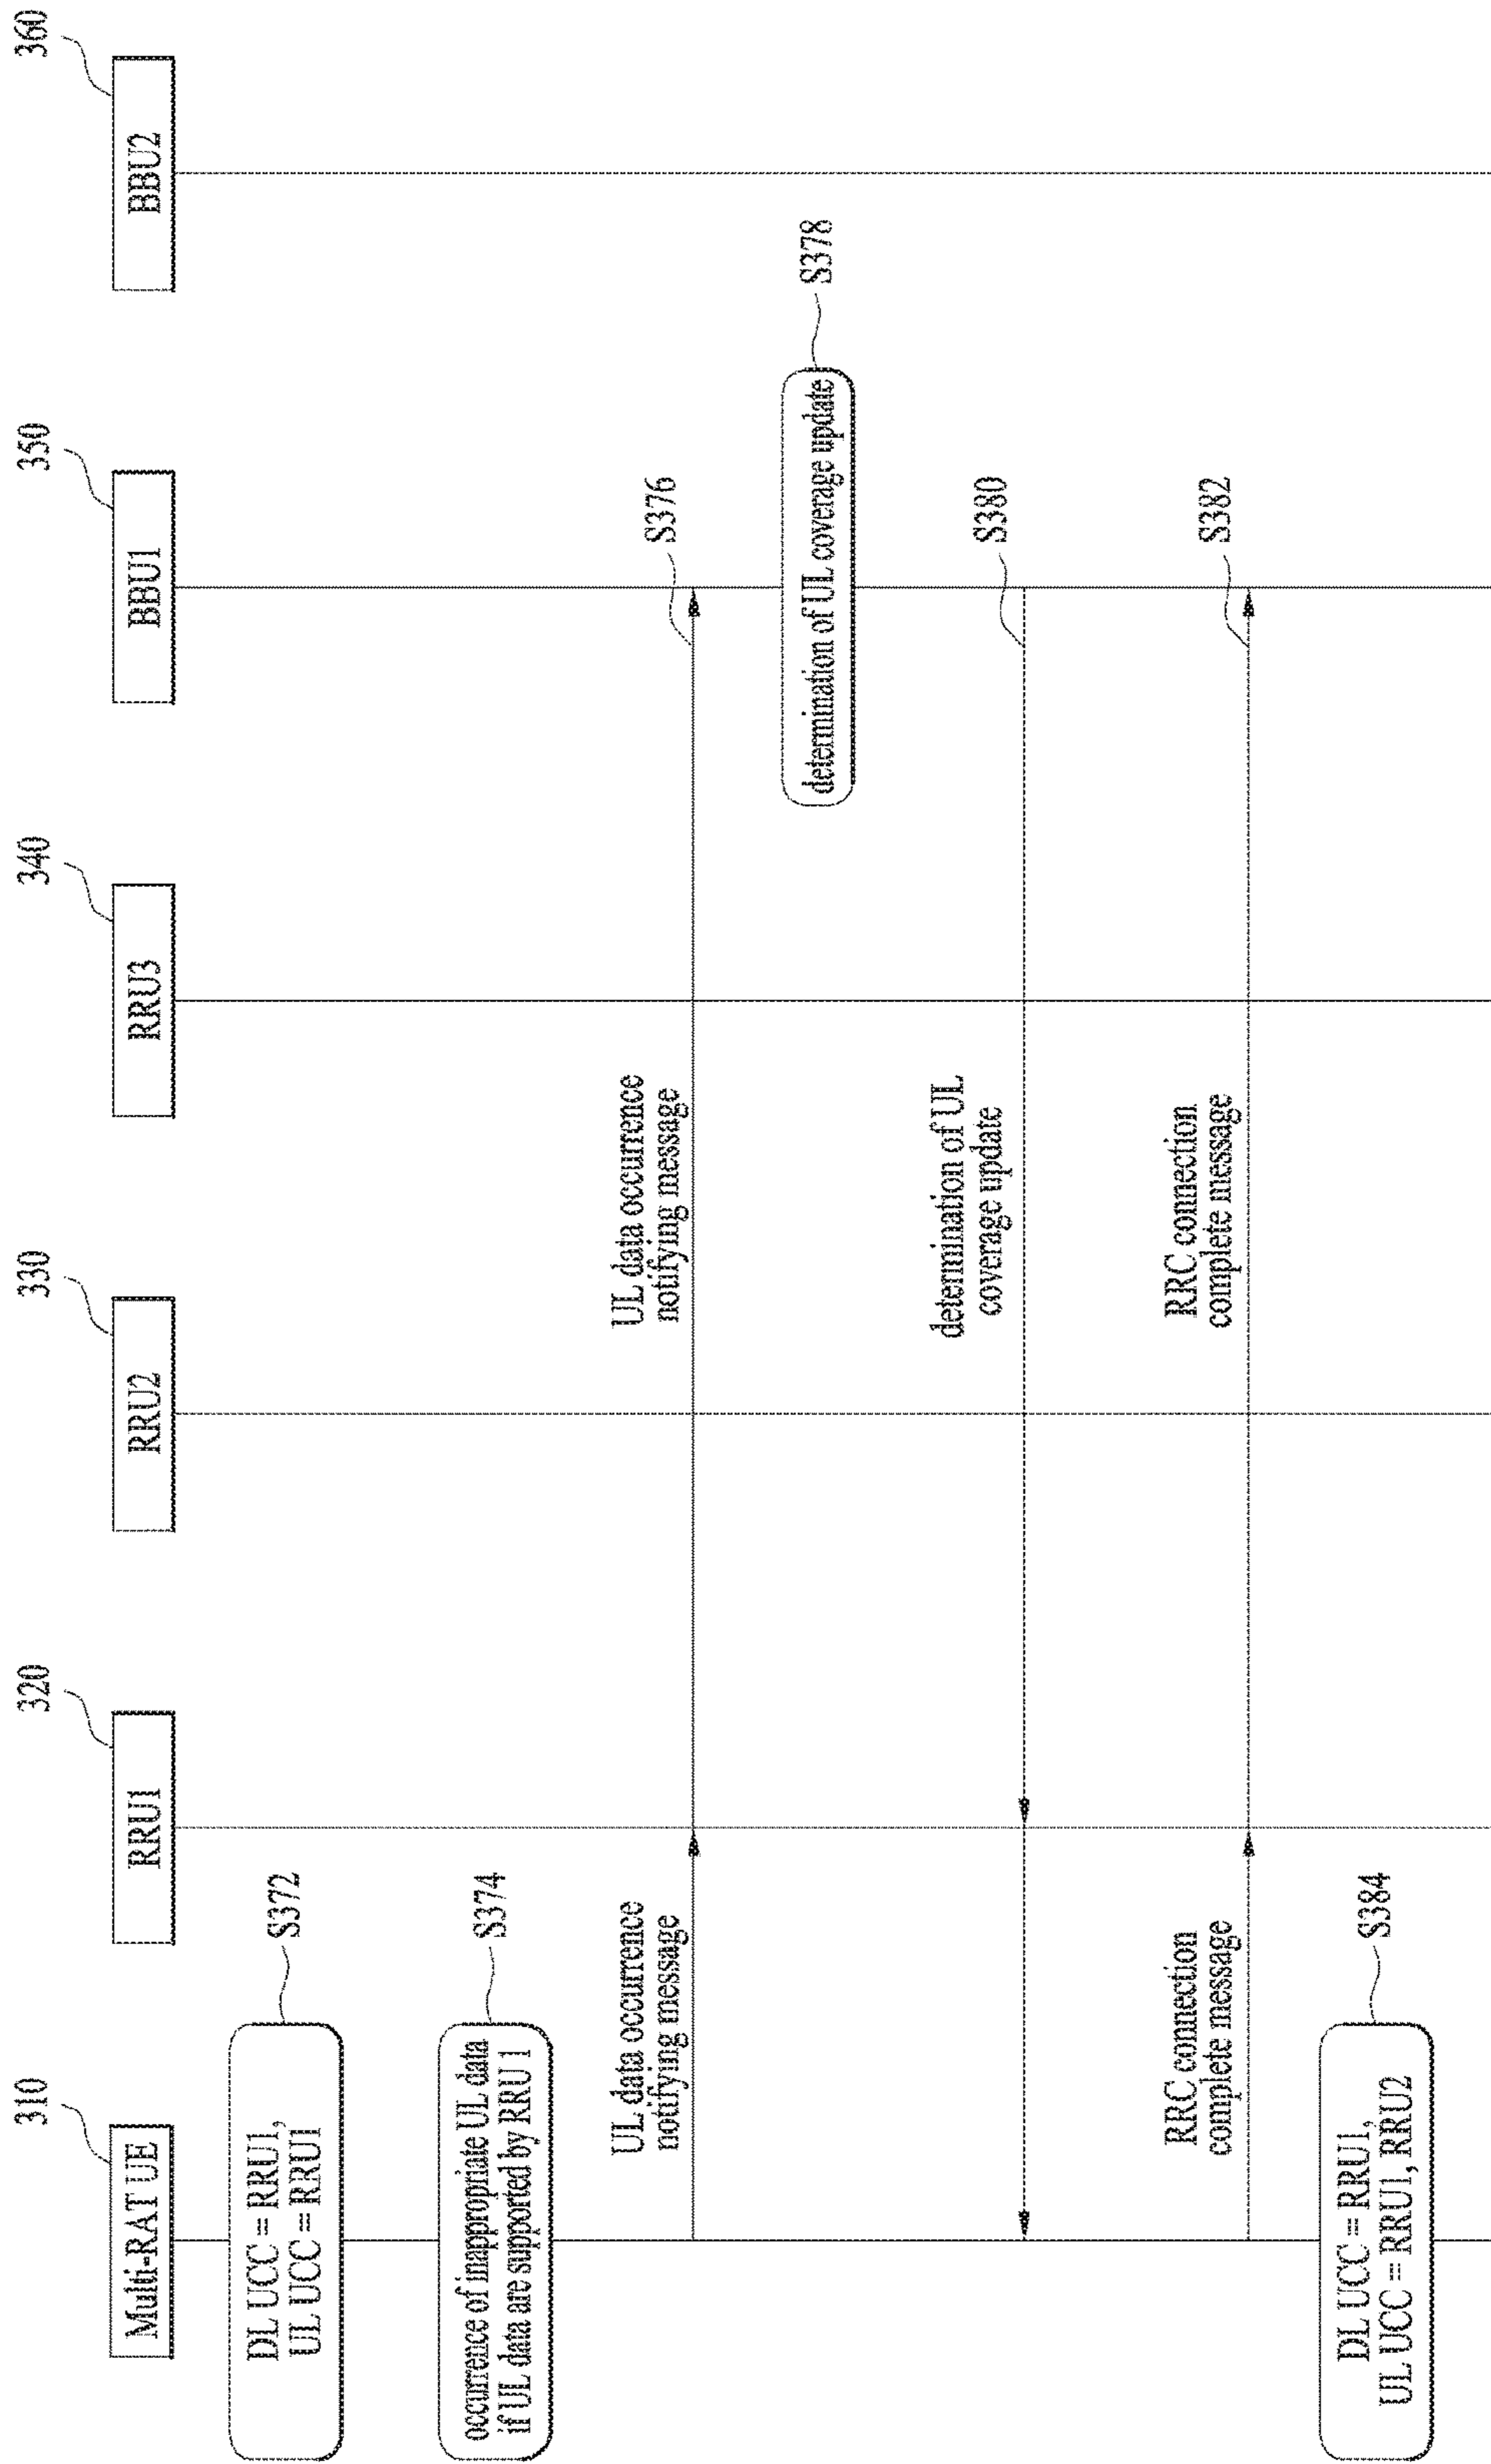 310
320
330
340
350
360
Multi-RAT UE
RRU1
RRU2
RRU3
BBU1
BBU2
DL UCC = RRU1,
UL UCC = RRU1
S372
occurrence of inappropriate UL data
if UL data are supported by RRU 1
S374
UL data occurrence
notifying message
UL data occurrence
notifying message
S376
determination of UL coverage update
S378
determination of UL
coverage update
S380
RRC connection
complete message
RRC connection
complete message
S382
DL UCC = RRU1,
UL UCC = RRU1, RRU2
S384